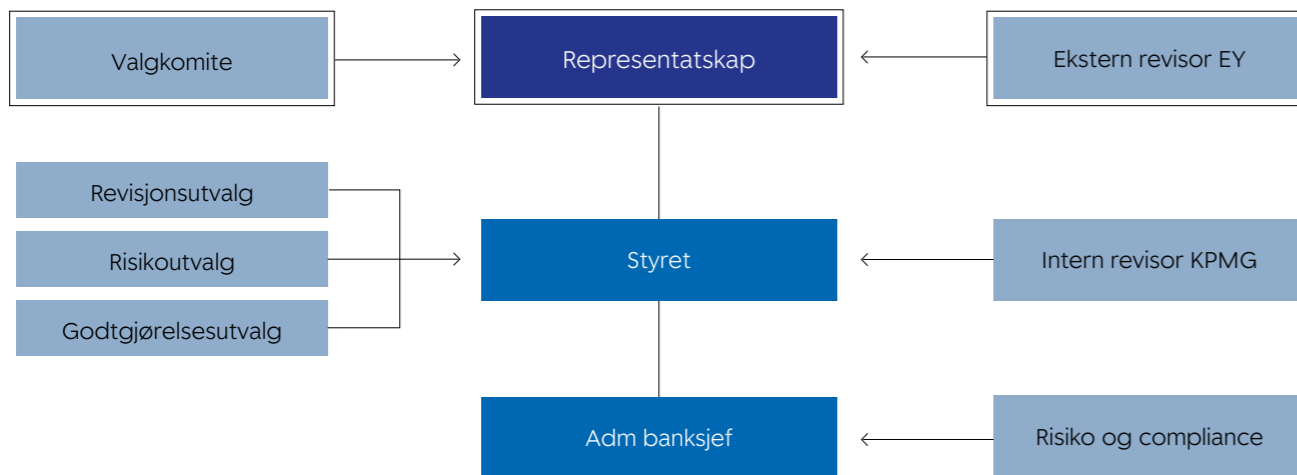 Valgkomite
Representatskap
Ekstern revisor EY
Revisjonsutvalg
Risikoutvalg
Godtgjørelsesutvalg
Styret
Intern revisor KPMG
Adm banksjef
Risiko og compliance